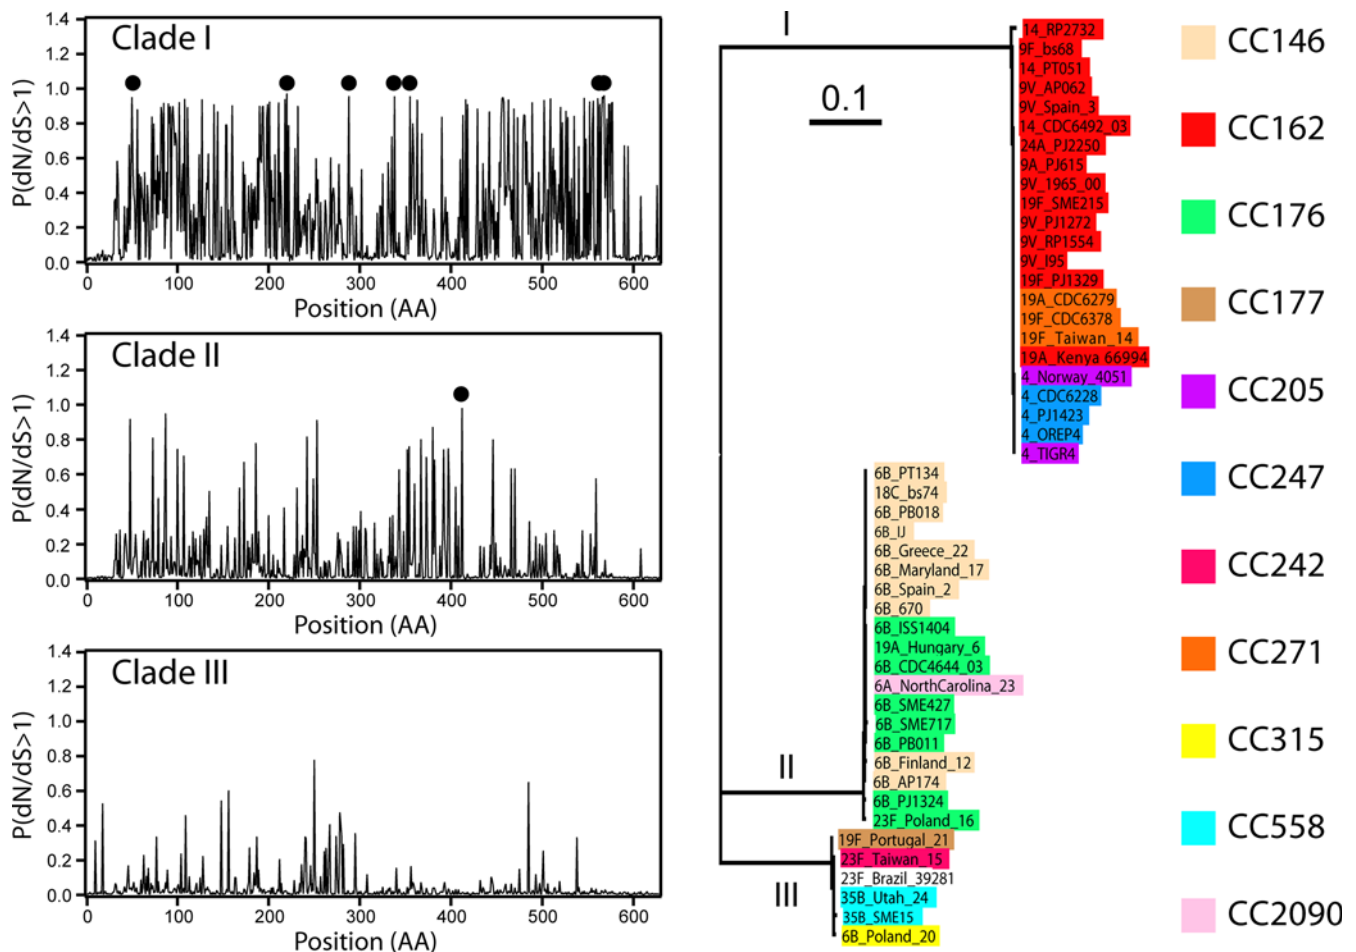 Clade I
P(dN/dS>1)
1.4
1.2
1.0
0.8
0.6
0.4
0.2
0.0
0 100 200 300 400 500 600
Position (AA)
Clade II
P(dN/dS>1)
1.4
1.2
1.0
0.8
0.6
0.4
0.2
0.0
0 100 200 300 400 500 600
Position (AA)
Clade III
P(dN/dS>1)
1.4
1.2
1.0
0.8
0.6
0.4
0.2
0.0
0 100 200 300 400 500 600
Position (AA)
I
0.1
14_RP2732
9F_bs68
14_PT051
9V_AP062
9V_Spain_3
14_CDC6492_03
24A_PJ2250
9A_PJ615
9V_1965_00
19F_SME215
9V_PJ1272
9V_RP1554
9V_I95
19F_PJ1329
19A_CDC6279
19F_CDC6378
19F_Taiwan_14
19A_Kenya 66994
4_Norway_4051
4_CDC6228
4_PJ1423
4_OREP4
4_TIGR4
II
6B_PT134
18C_bs74
6B_PB018
6B_IJ
6B_Greece_22
6B_Maryland_17
6B_Spain_2
6B_670
6B_ISS1404
19A_Hungary_6
6B_CDC4644_03
6A_NorthCarolina_23
6B_SME427
6B_SME717
6B_PB011
6B_Finland_12
6B_AP174
6B_PJ1324
23F_Poland_16
III
19F_Portugal_21
23F_Taiwan_15
23F_Brazil_39281
35B_Utah_24
35B_SME15
6B_Poland_20
CC146
CC162
CC176
CC177
CC205
CC247
CC242
CC271
CC315
CC558
CC2090